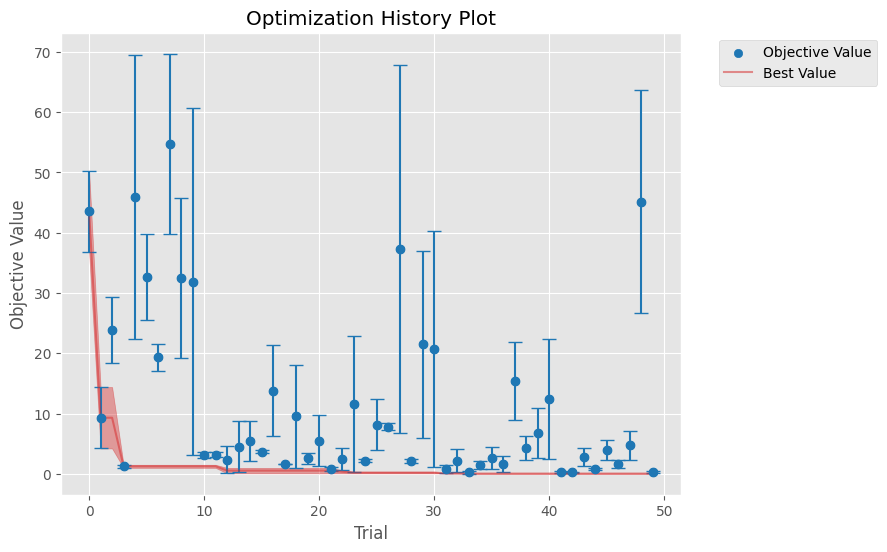 Optimization History Plot
Objective Value
Best Value
Objective Value
70
60
50
40
30
20
10
0
0 10 20 30 40 50
Trial